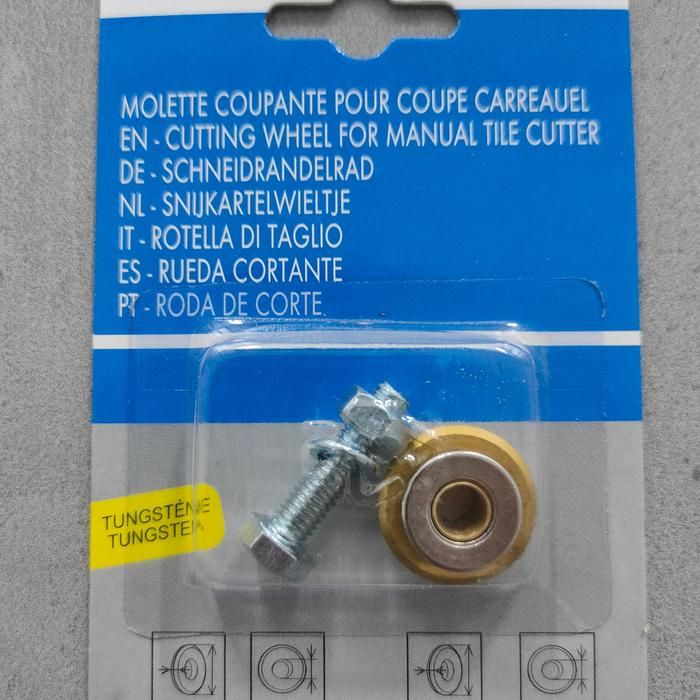 MOLETTE COUPANTE POUR COUPE CARREAUEL
EN - CUTTING WHEEL FOR MANUAL TILE CUTTER
DE - SCHNEIDRANDELRAD
NL - SNIJKARTELWIELTJE
IT - ROTELLA DI TAGLIO
ES - RUEDA CORTANTE
PT - RODA DE CORTE
TUNGSTÈNE
TUNGSTEN